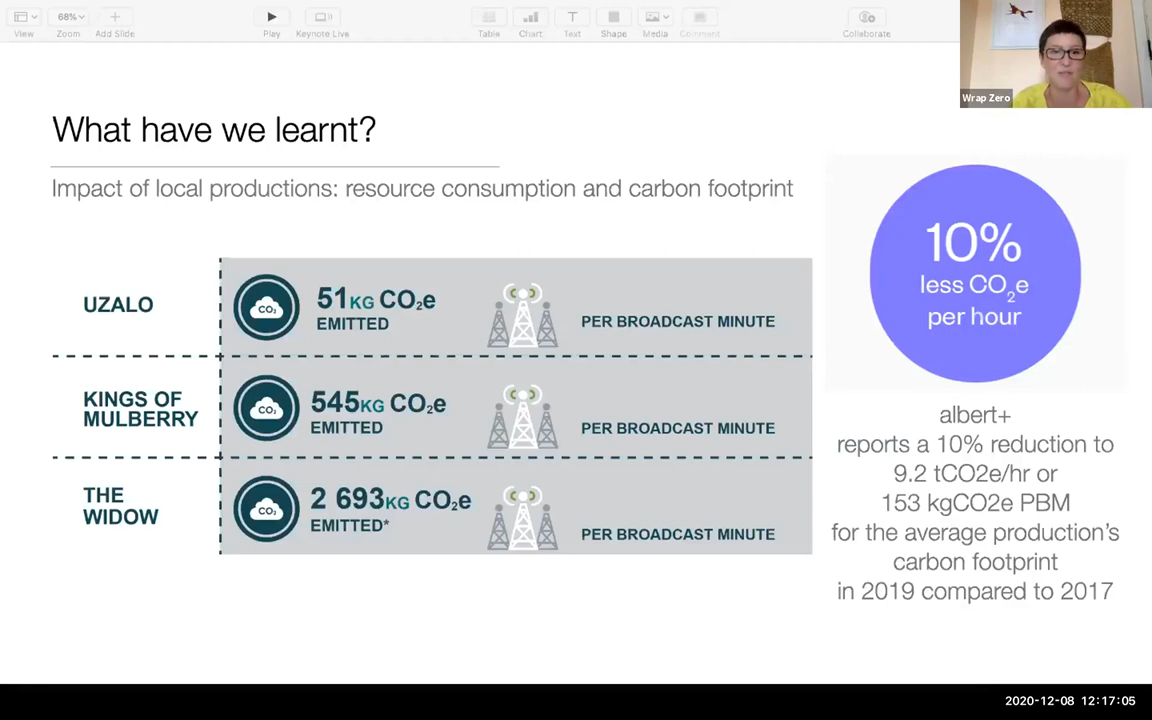 View
68%
Zoom
Add Slide
Play
Keynote Live
Table
Chart
T
Text
Shape
Media
Comment
Collaborate
Wrap Zero
What have we learnt?
Impact of local productions: resource consumption and carbon footprint
UZALO
CO₂
51KG CO₂e
EMITTED
PER BROADCAST MINUTE
KINGS OF
MULBERRY
CO₂
545KG CO₂e
EMITTED
PER BROADCAST MINUTE
THE
WIDOW
CO₂
2 693KG CO₂e
EMITTED*
PER BROADCAST MINUTE
10%
less CO₂e
per hour
albert+
reports a 10% reduction to
9.2 tCO2e/hr or
153 kgCO2e PBM
for the average production's
carbon footprint
in 2019 compared to 2017
2020-12-08 12:17:05